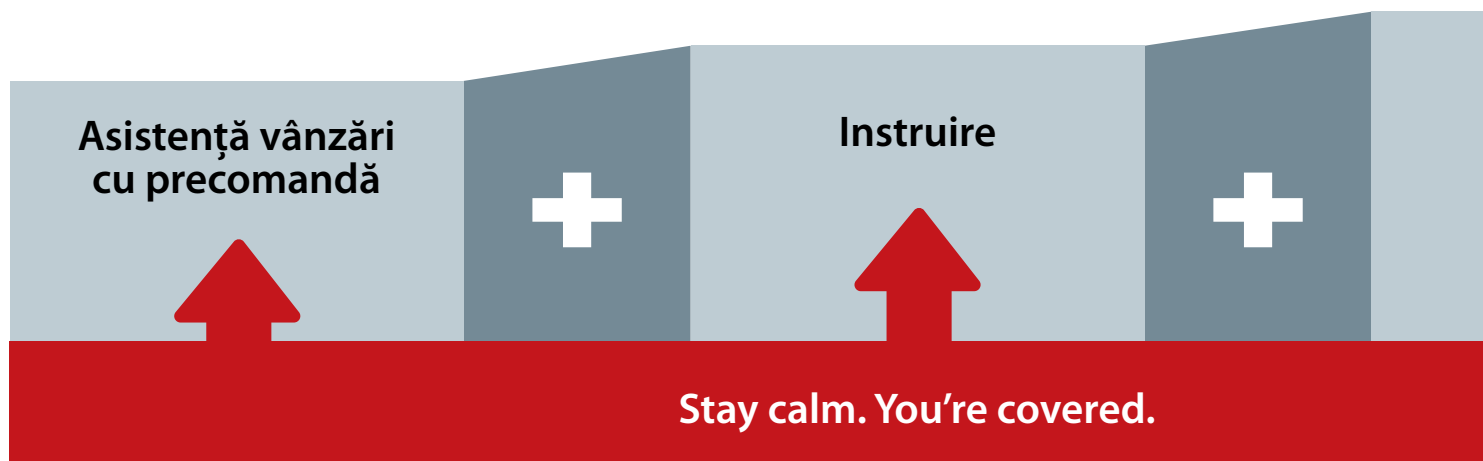 Asistență vânzări
cu precomandă
Instruire
Stay calm. You’re covered.